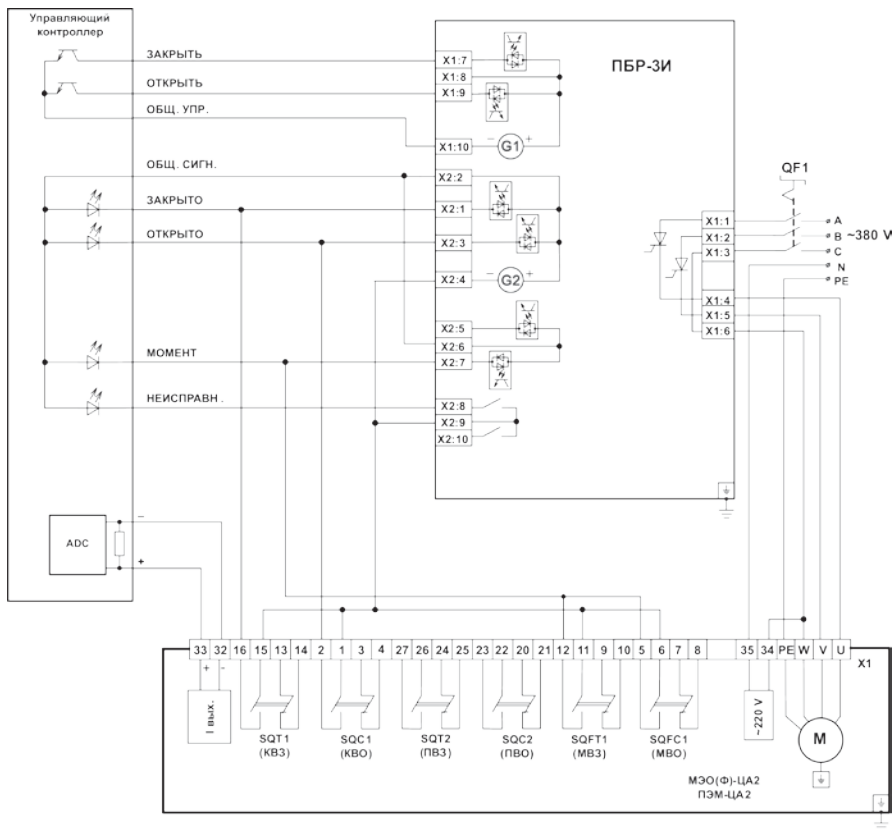 Управляющий
контроллер
ЗАКРЫТЬ
ОТКРЫТЬ
ОБЩ. УПР.
ОБЩ. СИГН.
ЗАКРЫТО
ОТКРЫТО
МОМЕНТ
НЕИСПРАВН.
ADC
−
+
ПБР-3И
X1:7
X1:8
X1:9
X1:10
− G1 +
X2:2
X2:1
X2:3
X2:4
− G2 +
X2:5
X2:6
X2:7
X2:8
X2:9
X2:10
X1:1
X1:2
X1:3
X1:4
X1:5
X1:6
QF1
A
B ~380 V
C
N
PE
33 32 16 15 13 14 2 1 3 4 27 26 24 25 23 22 20 21 12 11 9 10 5 6 7 8 35 34 PE W V U
X1
+ −
I вых.
SQT1
(КВЗ)
SQC1
(КВО)
SQT2
(ПВЗ)
SQC2
(ПВО)
SQFT1
(МВЗ)
SQFC1
(МВО)
~220 V
M
МЭО(Ф)-ЦА2
ПЭМ-ЦА2